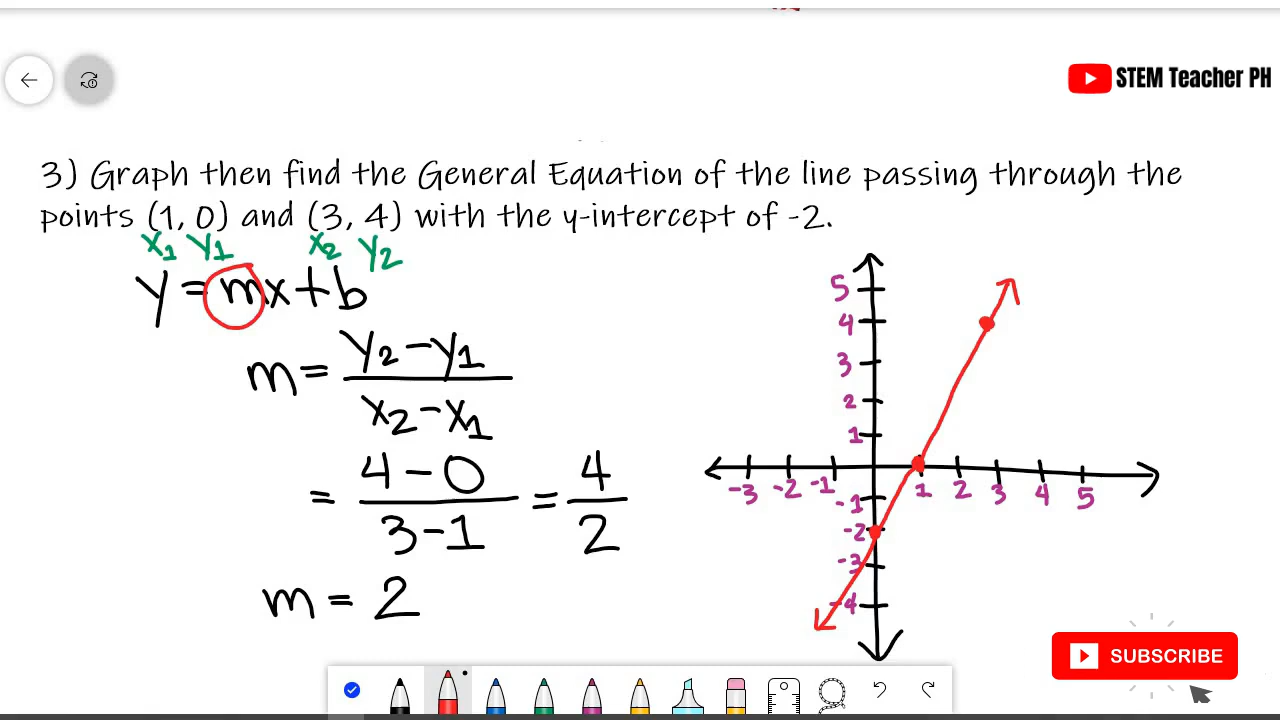 STEM Teacher PH
3) Graph then find the General Equation of the line passing through the
points (1, 0) and (3, 4) with the y-intercept of -2.
x₁ y₁ x₂ y₂
y = mx + b
m = y₂ - y₁ / x₂ - x₁
= 4 - 0 / 3 - 1 = 4 / 2
m = 2
5
4
3
2
1
-3 -2 -1 1 2 3 4 5
-1
-2
-3
-4
SUBSCRIBE